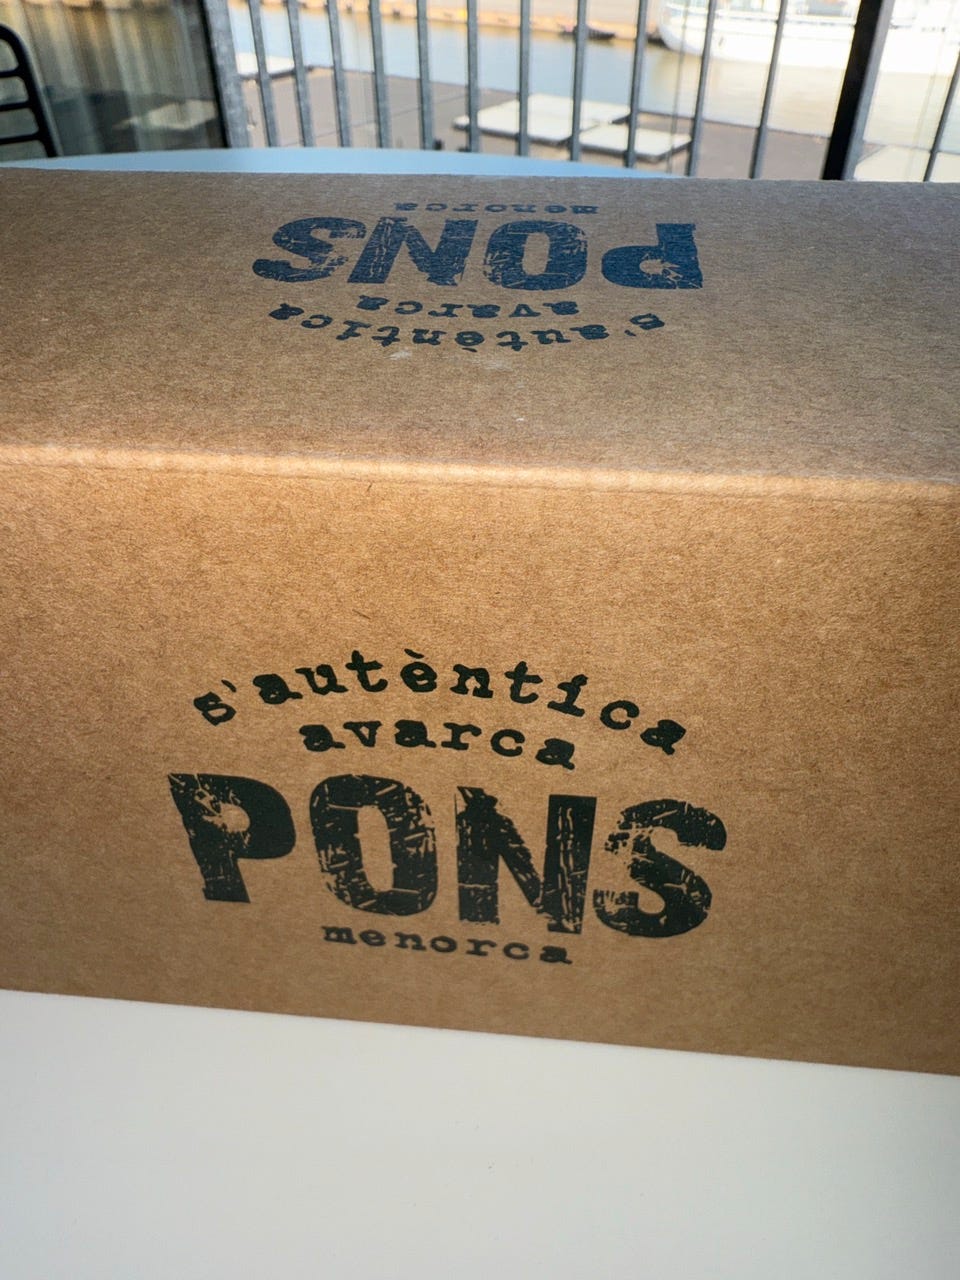 menorca
PONS
avarca
s'autèntica
s'autèntica
avarca
PONS
menorca